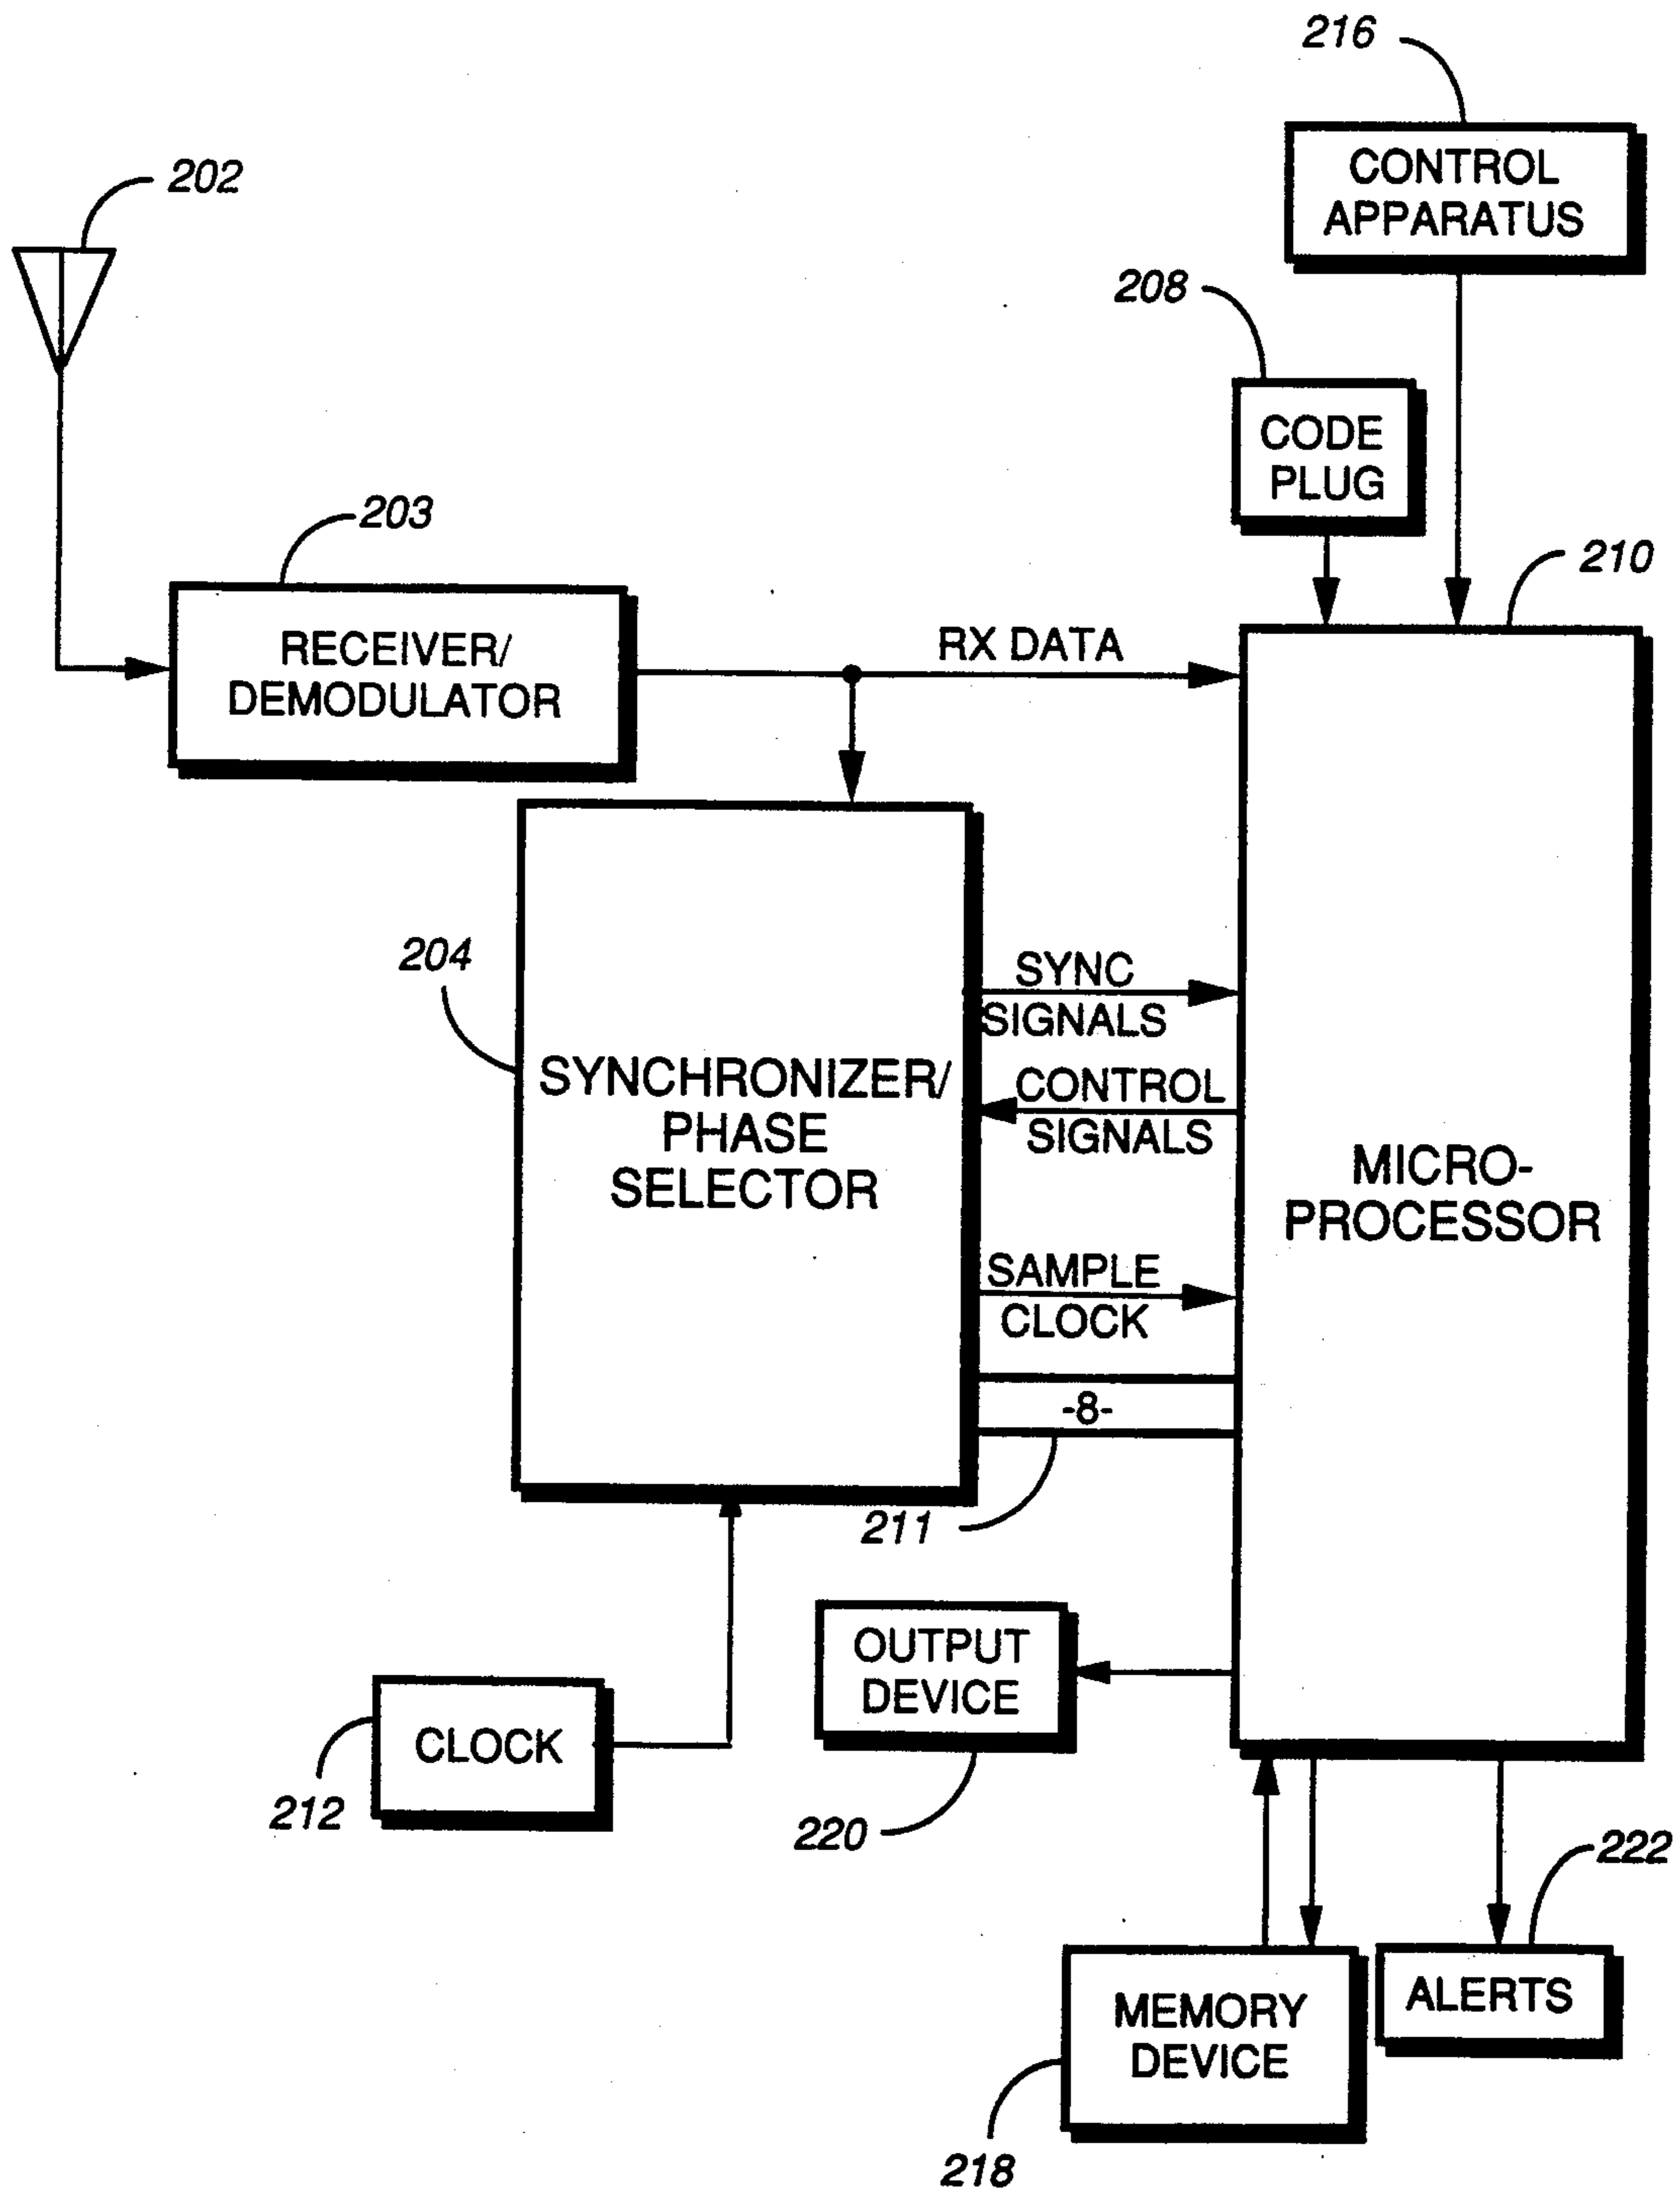 216
CONTROL
APPARATUS
202
208
CODE
PLUG
203
210
RECEIVER/
DEMODULATOR
RX DATA
204
SYNC
SIGNALS
SYNCHRONIZER/
PHASE
SELECTOR
CONTROL
SIGNALS
MICRO-
PROCESSOR
SAMPLE
CLOCK
-8-
211
OUTPUT
DEVICE
CLOCK
212
220
222
MEMORY
DEVICE
ALERTS
218